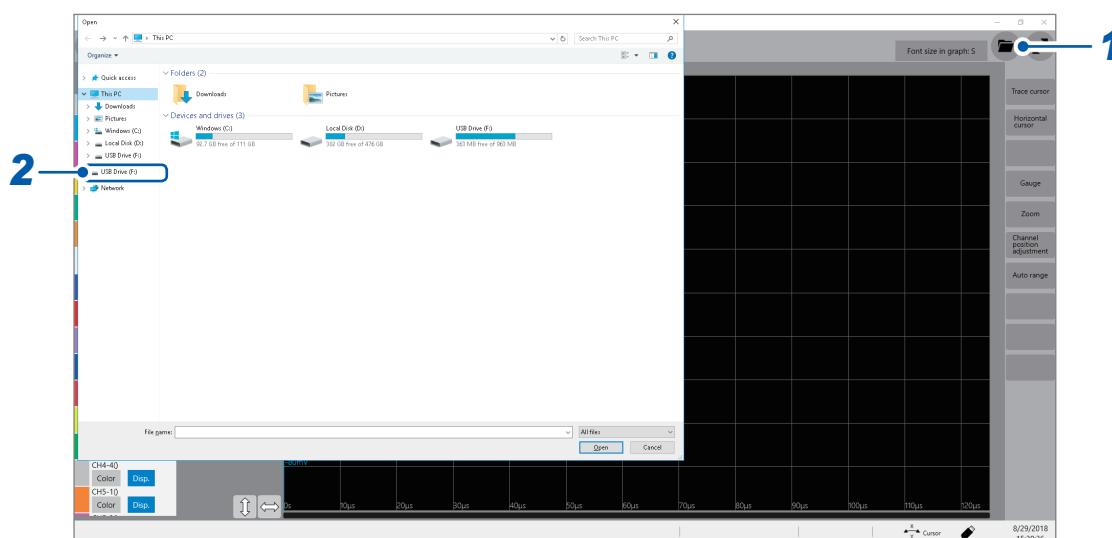 Open
This PC
Search This PC
Organize
Font size in graph: S
1
Quick access
This PC
Downloads
Pictures
Windows (C:)
Local Disk (D:)
USB Drive (F:)
2
USB Drive (F:)
Network
Folders (2)
Downloads
Pictures
Devices and drives (3)
Windows (C:)
92.7 GB free of 111 GB
Local Disk (D:)
302 GB free of 476 GB
USB Drive (F:)
363 MB free of 963 MB
Trace cursor
Horizontal
cursor
Gauge
Zoom
Channel
position
adjustment
Auto range
File name:
All files
Open
Cancel
CH4-4()
Color
Disp.
CH5-1()
Color
Disp.
-80mV
0s
10µs
20µs
30µs
40µs
50µs
60µs
70µs
80µs
90µs
100µs
110µs
120µs
X
Y
Cursor
8/29/2018